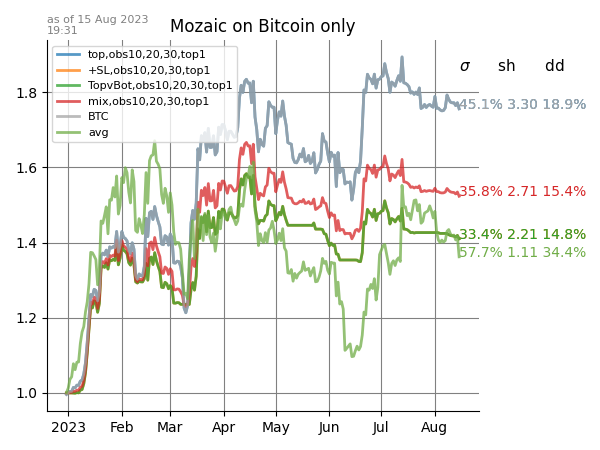 as of 15 Aug 2023
19:31
Mozaic on Bitcoin only
top,obs10,20,30,top1
+SL,obs10,20,30,top1
TopvBot,obs10,20,30,top1
mix,obs10,20,30,top1
BTC
avg
σ sh dd
45.1% 3.30 18.9%
35.8% 2.71 15.4%
33.4% 2.21 14.8%
57.7% 1.11 34.4%
1.8
1.6
1.4
1.2
1.0
2023 Feb Mar Apr May Jun Jul Aug